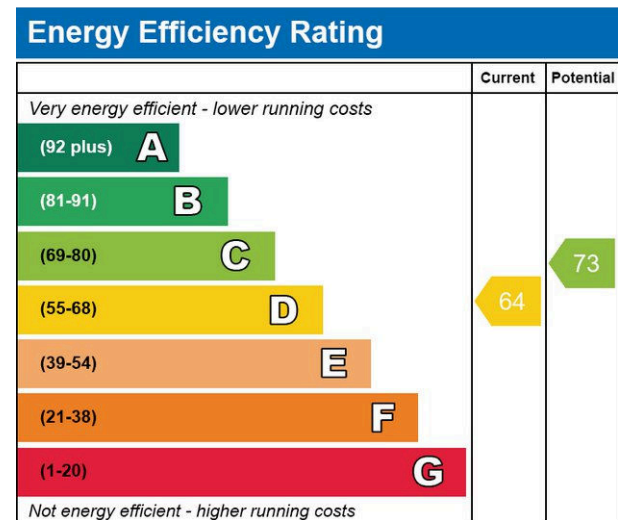 Energy Efficiency Rating
Current Potential
Very energy efficient - lower running costs
(92 plus) A
(81-91) B
(69-80) C
73
(55-68) D
64
(39-54) E
(21-38) F
(1-20) G
Not energy efficient - higher running costs